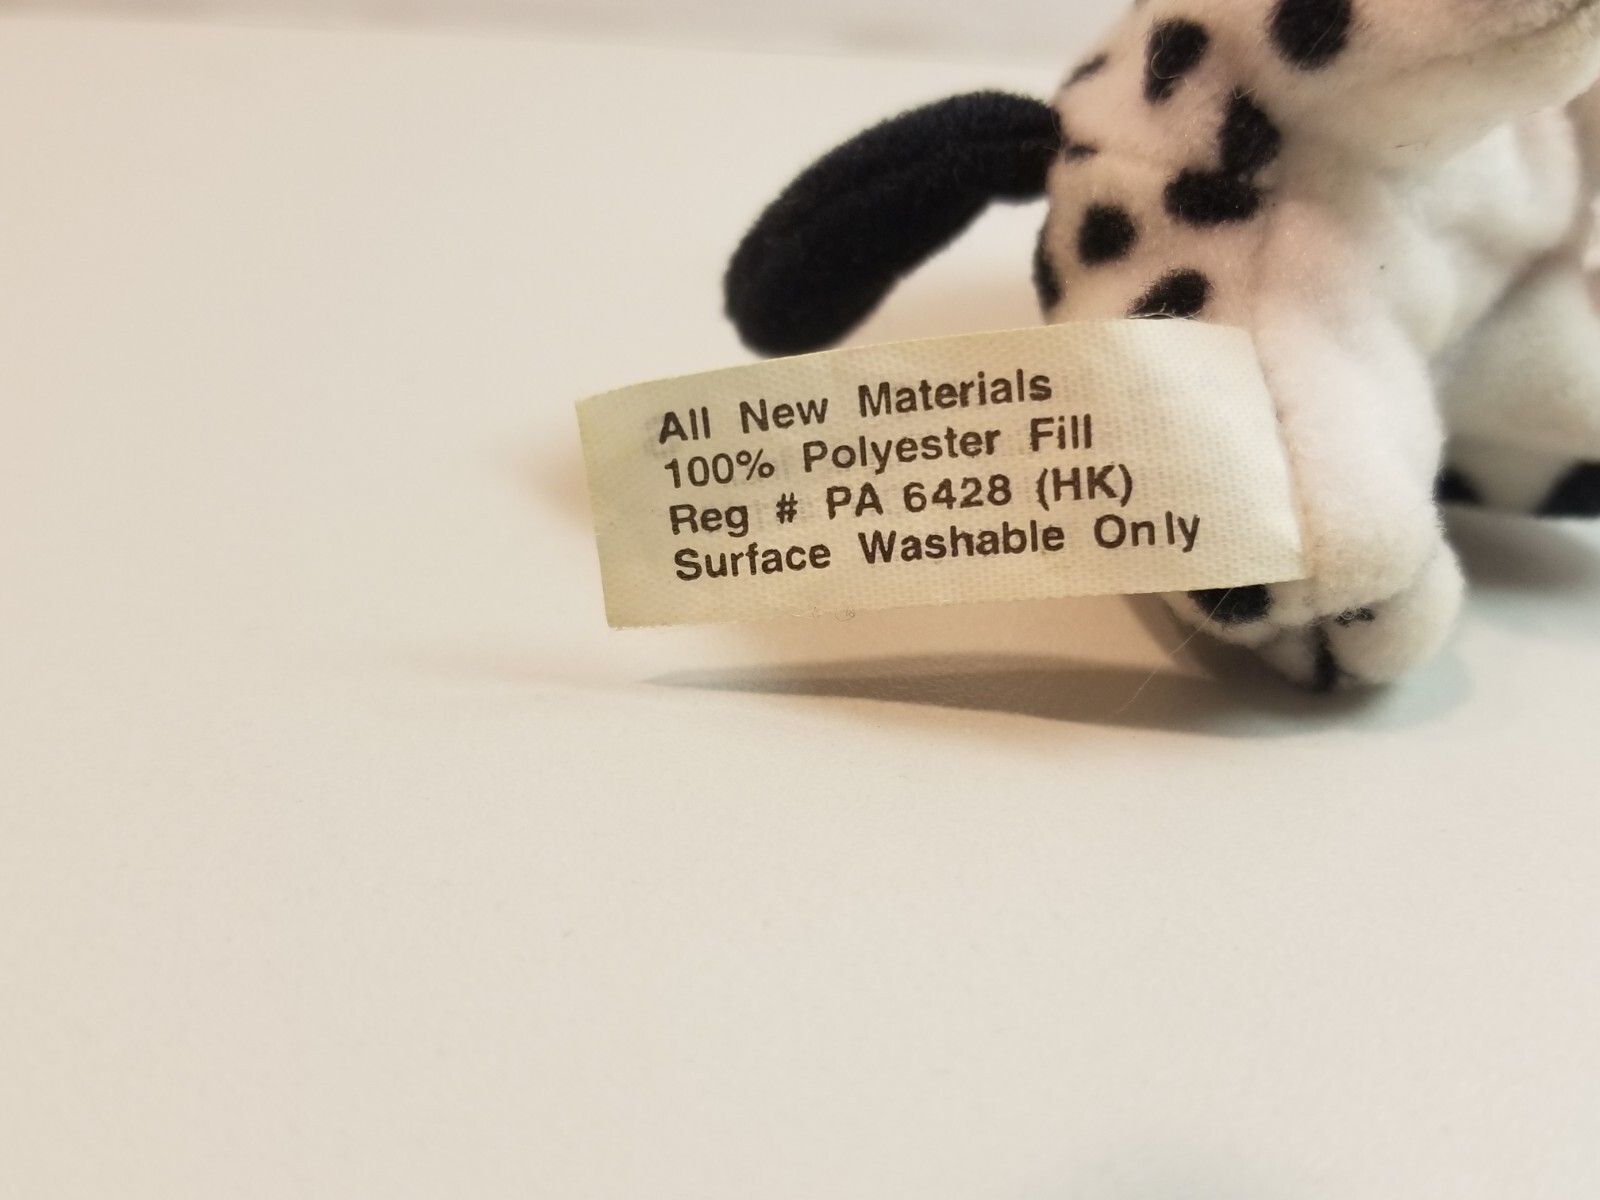 All New Materials
100% Polyester Fill
Reg # PA 6428 (HK)
Surface Washable Only